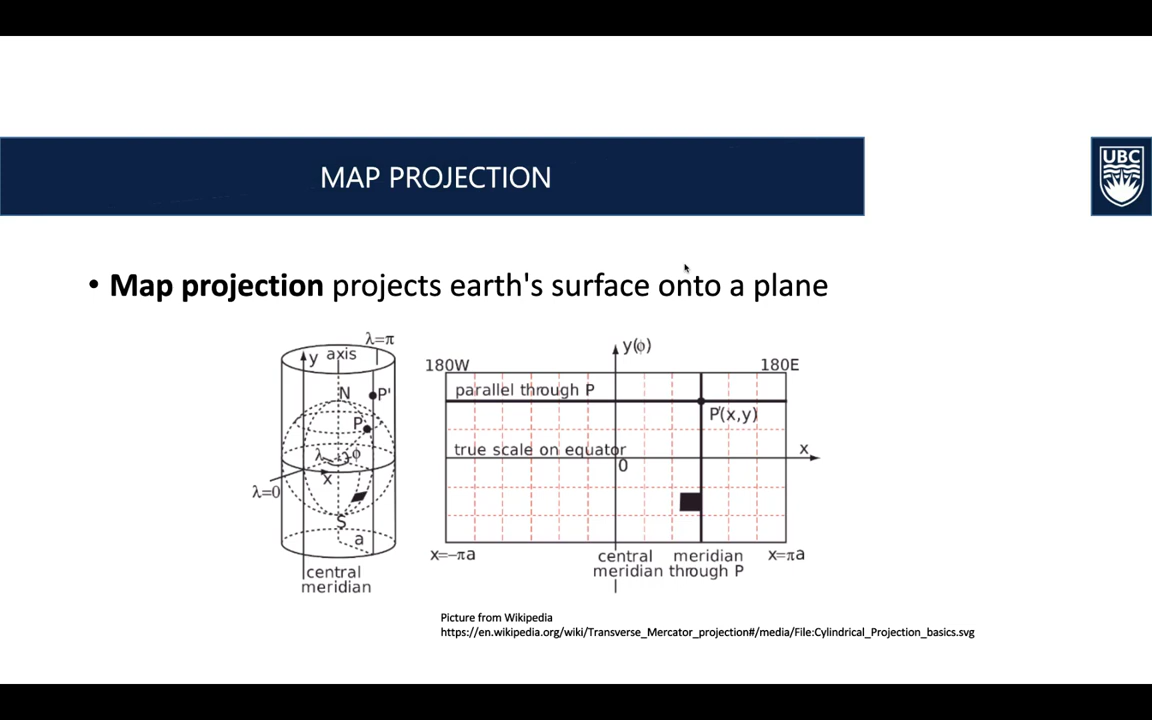 MAP PROJECTION
UBC
• Map projection projects earth's surface onto a plane
λ=π
y axis
N
P'
P
λ
ϕ
x
λ=0
S
a
central
meridian
y(ϕ)
180W
180E
parallel through P
P'(x,y)
true scale on equator
x
0
x=-πa
central
meridian
meridian through P
x=πa
Picture from Wikipedia
https://en.wikipedia.org/wiki/Transverse_Mercator_projection#/media/File:Cylindrical_Projection_basics.svg